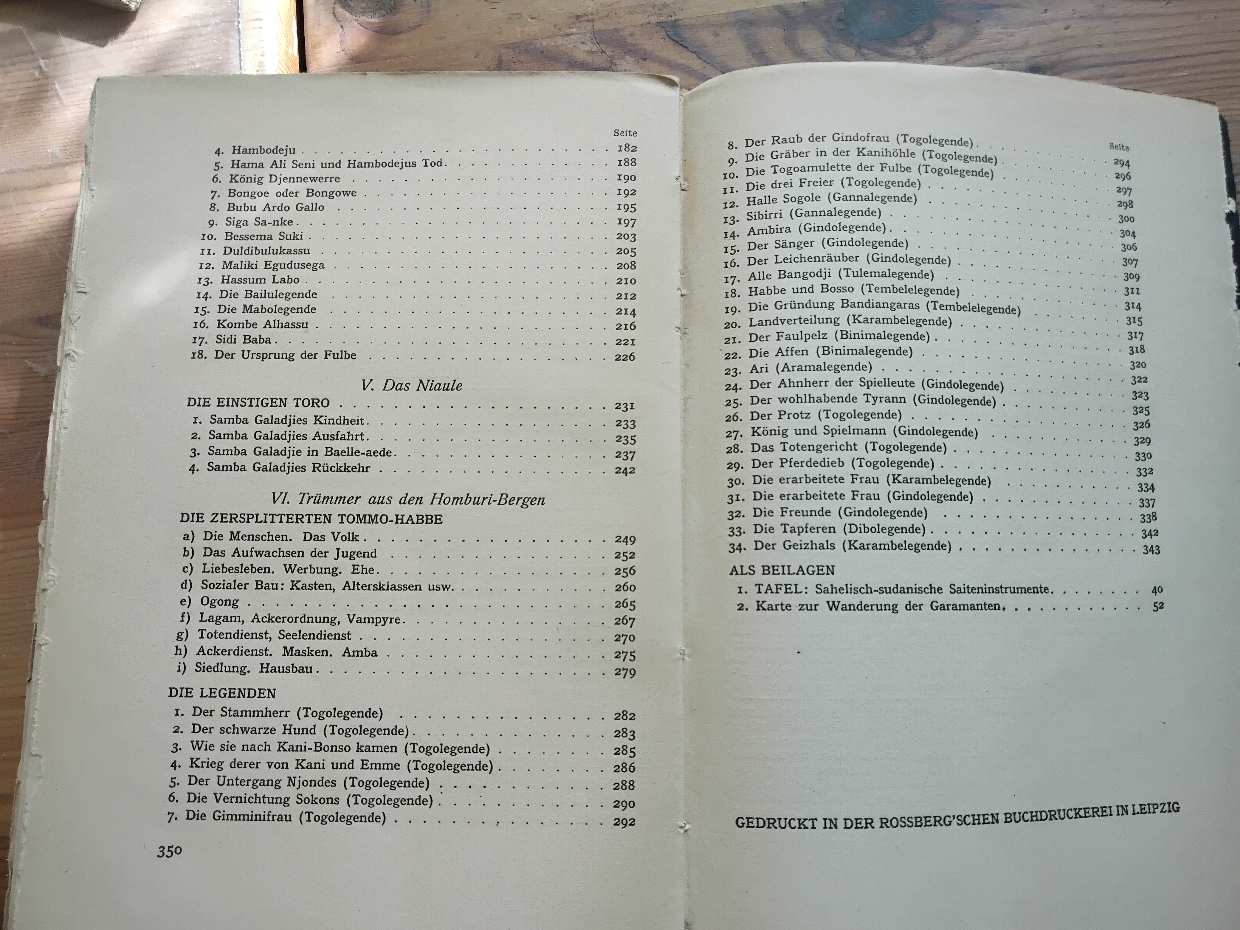 Seite
4. Hambodeju . . . 182
5. Hama Ali Seni und Hambodejus Tod. . . . 188
6. König Djennewerre . . . 190
7. Bongoe oder Bongowe . . . 192
8. Bubu Ardo Gallo . . . 195
9. Siga Sa-nke. . . . 197
10. Bessema Suki . . . 203
11. Duldibulukassu . . . 205
12. Maliki Egudusega . . . 208
13. Hassum Labo . . . 210
14. Die Bailulegende . . . 212
15. Die Mabolegende . . . 214
16. Kombe Alhassu . . . 216
17. Sidi Baba. . . . 221
18. Der Ursprung der Fulbe . . . 226
V. Das Niaule
DIE EINSTIGEN TORO . . . 231
1. Samba Galadjies Kindheit. . . . 233
2. Samba Galadjies Ausfahrt. . . . 235
3. Samba Galadjie in Baelle-aede. . . . 237
4. Samba Galadjies Rückkehr . . . 242
VI. Trümmer aus den Homburi-Bergen
DIE ZERSPLITTERTEN TOMMO-HABBE
a) Die Menschen. Das Volk . . . 249
b) Das Aufwachsen der Jugend . . . 252
c) Liebesleben. Werbung. Ehe. . . . 256
d) Sozialer Bau: Kasten, Altersklassen usw. . . . 260
e) Ogong . . . 265
f) Lagam, Ackerordnung, Vampyre. . . . 267
g) Totendienst, Seelendienst . . . 270
h) Ackerdienst. Masken. Amba . . . 275
i) Siedlung. Hausbau. . . . 279
DIE LEGENDEN
1. Der Stammherr (Togolegende) . . . 282
2. Der schwarze Hund (Togolegende). . . . 283
3. Wie sie nach Kani-Bonso kamen (Togolegende) . . . 285
4. Krieg derer von Kani und Emme (Togolegende) . . . 286
5. Der Untergang Njondes (Togolegende) . . . 288
6. Die Vernichtung Sokons (Togolegende) . . . 290
7. Die Gimminifrau (Togolegende) . . . 292
350
Seite
8. Der Raub der Gindofrau (Togolegende). . . . 294
9. Die Gräber in der Kanihöhle (Togolegende) . . . 296
10. Die Togoamulette der Fulbe (Togolegende) . . . 297
11. Die drei Freier (Togolegende) . . . 298
12. Halle Sogole (Gannalegende) . . . 300
13. Sibirri (Gannalegende) . . . 304
14. Ambira (Gindolegende). . . . 306
15. Der Sänger (Gindolegende) . . . 307
16. Der Leichenräuber (Gindolegende) . . . 309
17. Alle Bangodji (Tulemalegende) . . . 311
18. Habbe und Bosso (Tembelegende) . . . 314
19. Die Gründung Bandiangaras (Tembelelegende) . . . 315
20. Landverteilung (Karambelegende) . . . 317
21. Der Faulpelz (Binimalegende) . . . 318
22. Die Affen (Binimalegende) . . . 320
23. Ari (Aramalegende) . . . 322
24. Der Ahnherr der Spielleute (Gindolegende) . . . 323
25. Der wohlhabende Tyrann (Gindolegende) . . . 325
26. Der Protz (Togolegende) . . . 326
27. König und Spielmann (Gindolegende) . . . 329
28. Das Totengericht (Togolegende) . . . 330
29. Der Pferdedieb (Togolegende) . . . 332
30. Die erarbeitete Frau (Karambelegende) . . . 334
31. Die erarbeitete Frau (Gindolegende) . . . 337
32. Die Freunde (Gindolegende) . . . 338
33. Die Tapferen (Dibolegende) . . . 342
34. Der Geizhals (Karambelegende) . . . 343
ALS BEILAGEN
1. TAFEL: Sahelisch-sudanische Saiteninstrumente. . . . 40
2. Karte zur Wanderung der Garamanten. . . . 52
GEDRUCKT IN DER ROSSBERG'SCHEN BUCHDRUCKEREI IN LEIPZIG